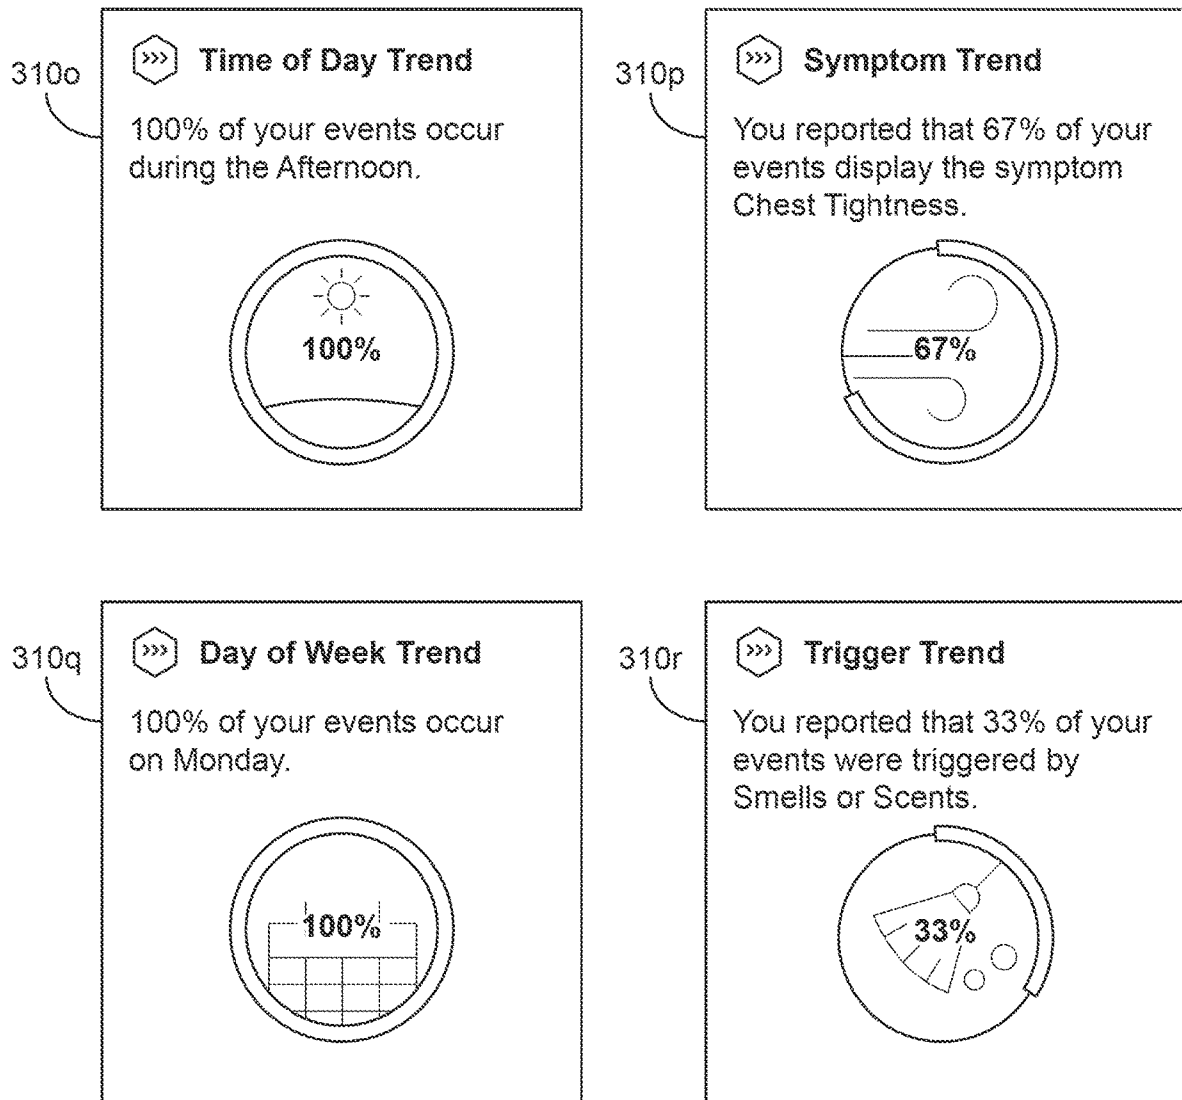 310o
Time of Day Trend
100% of your events occur
during the Afternoon.
100%
310p
Symptom Trend
You reported that 67% of your
events display the symptom
Chest Tightness.
67%
310q
Day of Week Trend
100% of your events occur
on Monday.
100%
310r
Trigger Trend
You reported that 33% of your
events were triggered by
Smells or Scents.
33%